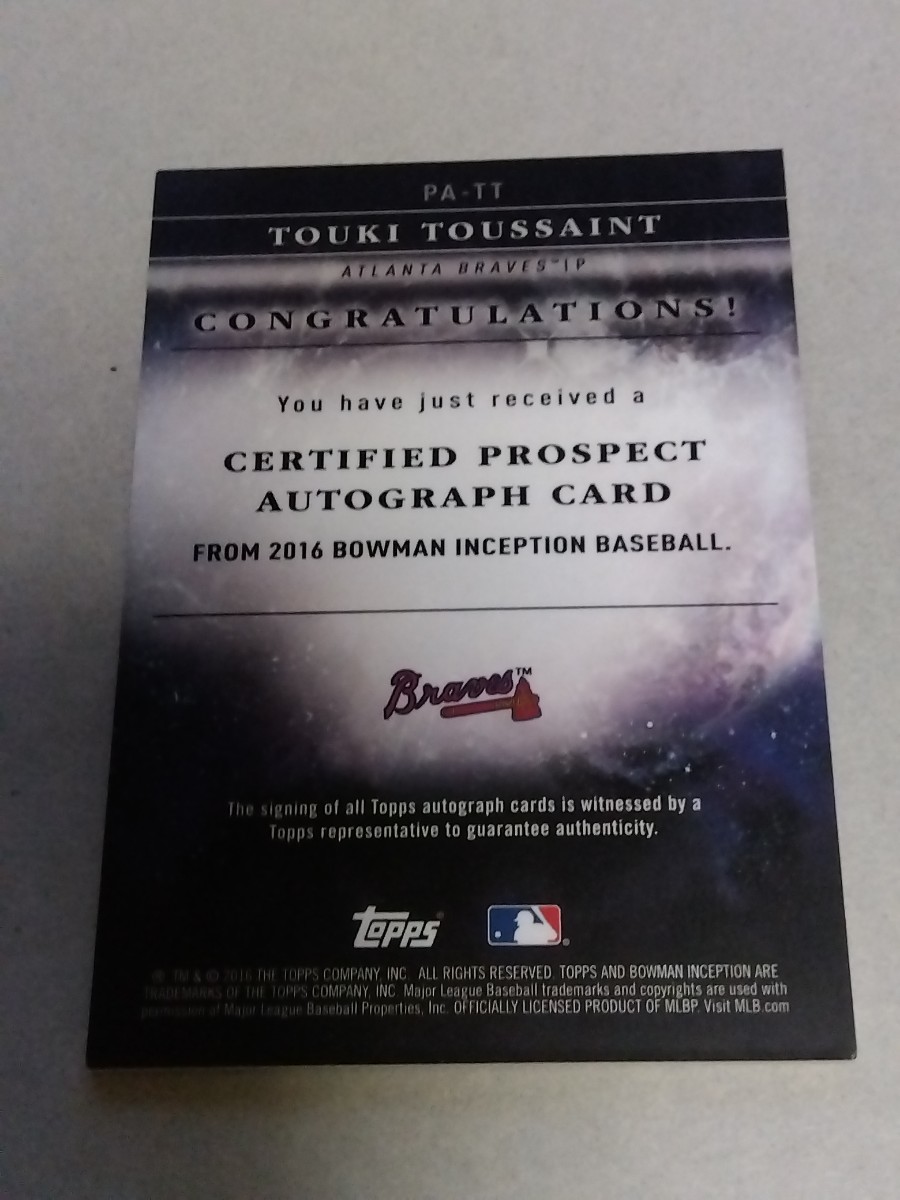 PA-TT
TOUKI TOUSSAINT
ATLANTA BRAVES™ | P
CONGRATULATIONS!
You have just received a
CERTIFIED PROSPECT
AUTOGRAPH CARD
FROM 2016 BOWMAN INCEPTION BASEBALL.
Braves™
The signing of all Topps autograph cards is witnessed by a
Topps representative to guarantee authenticity.
Topps®
®, TM & © 2016 THE TOPPS COMPANY, INC. ALL RIGHTS RESERVED. TOPPS AND BOWMAN INCEPTION ARE
TRADEMARKS OF THE TOPPS COMPANY, INC. Major League Baseball trademarks and copyrights are used with
permission of Major League Baseball Properties, Inc. OFFICIALLY LICENSED PRODUCT OF MLBP. Visit MLB.com